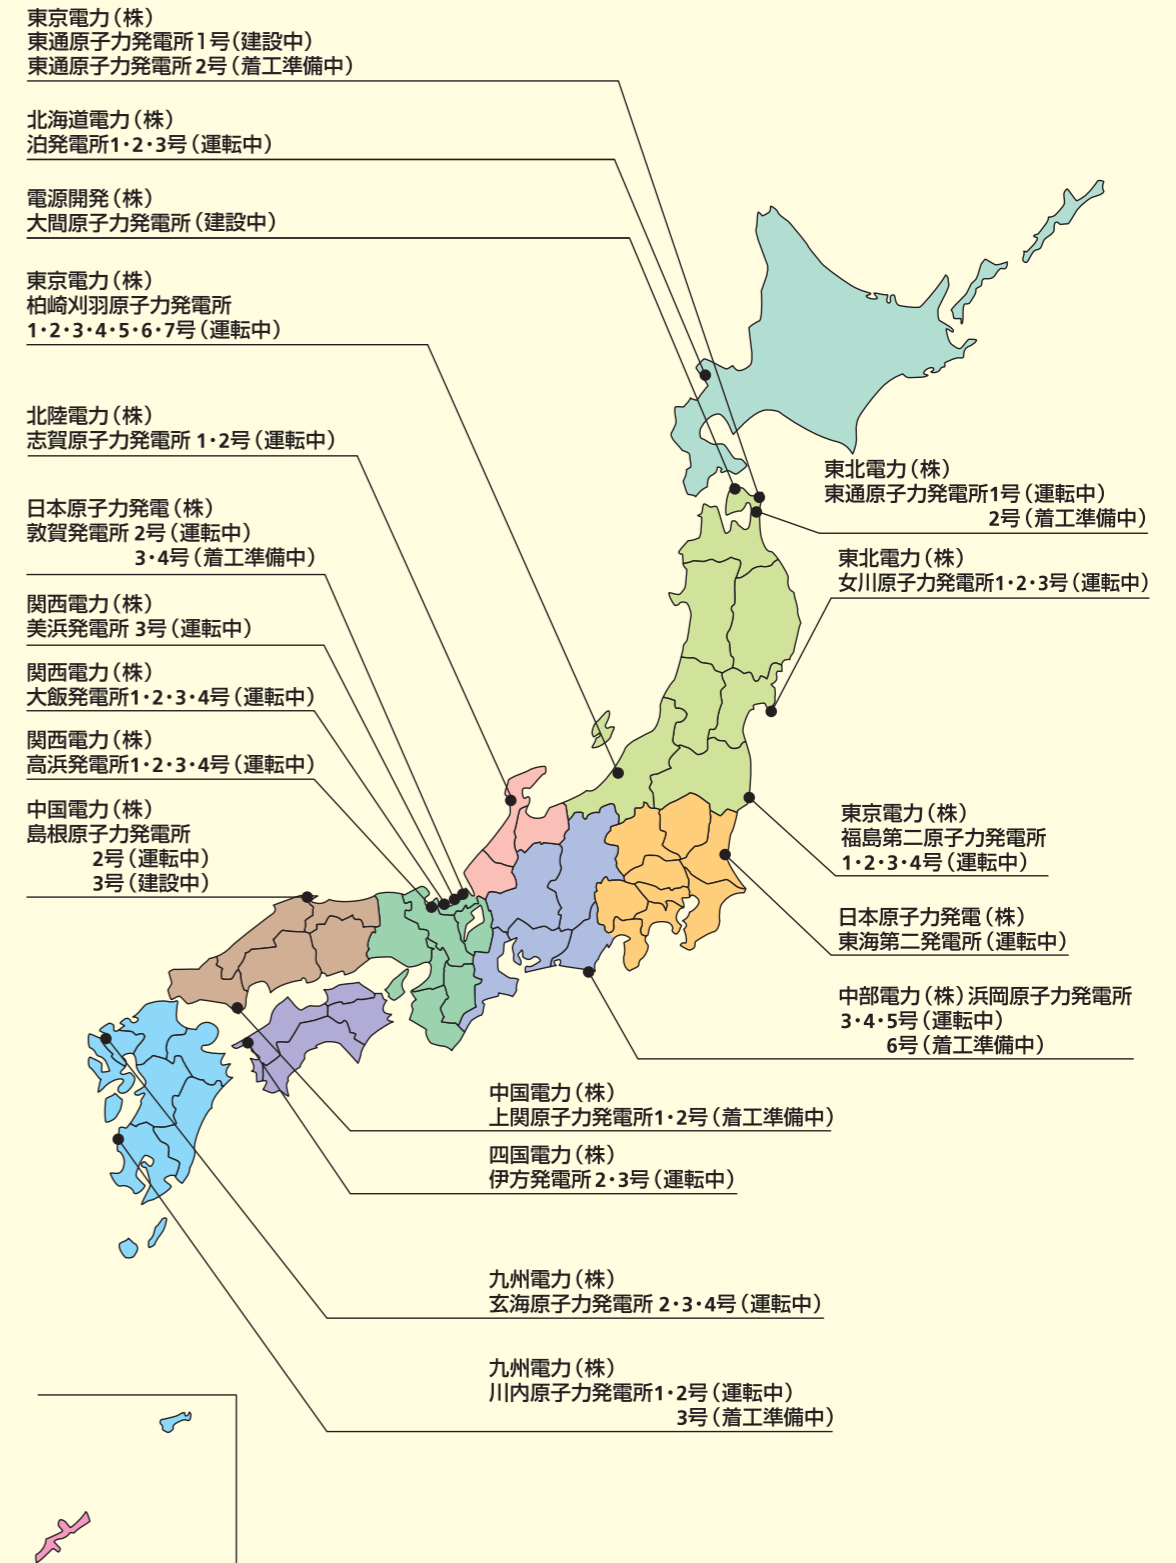 東京電力（株）
東通原子力発電所1号（建設中）
東通原子力発電所2号（着工準備中）
北海道電力（株）
泊発電所1・2・3号（運転中）
電源開発（株）
大間原子力発電所（建設中）
東京電力（株）
柏崎刈羽原子力発電所
1・2・3・4・5・6・7号（運転中）
北陸電力（株）
志賀原子力発電所 1・2号（運転中）
日本原子力発電（株）
敦賀発電所 2号（運転中）
3・4号（着工準備中）
関西電力（株）
美浜発電所 3号（運転中）
関西電力（株）
大飯発電所1・2・3・4号（運転中）
関西電力（株）
高浜発電所1・2・3・4号（運転中）
中国電力（株）
島根原子力発電所
2号（運転中）
3号（建設中）
東北電力（株）
東通原子力発電所1号（運転中）
2号（着工準備中）
東北電力（株）
女川原子力発電所1・2・3号（運転中）
東京電力（株）
福島第二原子力発電所
1・2・3・4号（運転中）
日本原子力発電（株）
東海第二発電所（運転中）
中部電力（株）浜岡原子力発電所
3・4・5号（運転中）
6号（着工準備中）
中国電力（株）
上関原子力発電所1・2号（着工準備中）
四国電力（株）
伊方発電所 2・3号（運転中）
九州電力（株）
玄海原子力発電所 2・3・4号（運転中）
九州電力（株）
川内原子力発電所1・2号（運転中）
3号（着工準備中）